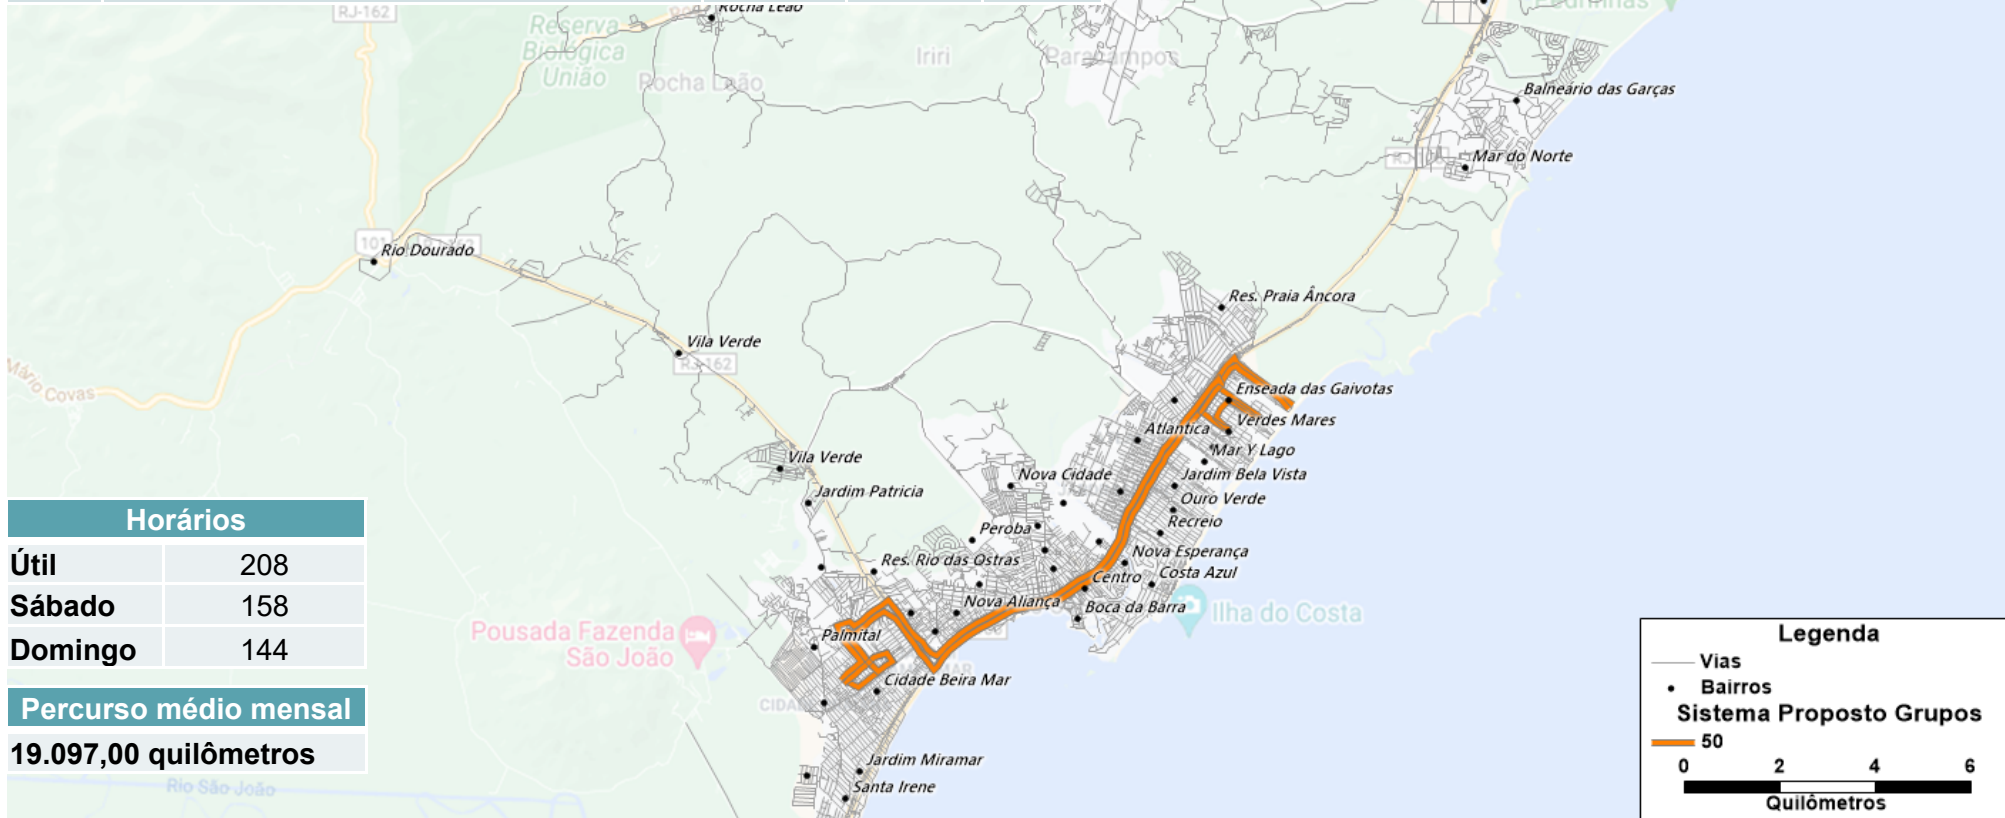 RJ-162
Rocha Leão
Pedrinhas
Reserva
Biológica
União
Iriri
Rocha Leão
Balneário das Garças
Mar do Norte
101
Rio Dourado
Res. Praia Âncora
Vila Verde
RJ-162
Mário Covas
Enseada das Gaivotas
Verdes Mares
Atlantica
Mar Y Lago
Vila Verde
Nova Cidade
Jardim Bela Vista
Jardim Patricia
Ouro Verde
Recreio
Peroba
Nova Esperança
Res. Rio das Ostras
Costa Azul
Centro
Nova Aliança
Boca da Barra
Ilha do Costa
Pousada Fazenda
São João
Palmital
Cidade Beira Mar
Jardim Miramar
Santa Irene
Rio São João
Horários
Útil 208
Sábado 158
Domingo 144
Percurso médio mensal
19.097,00 quilômetros
Legenda
Vias
Bairros
Sistema Proposto Grupos
50
0 2 4 6
Quilômetros